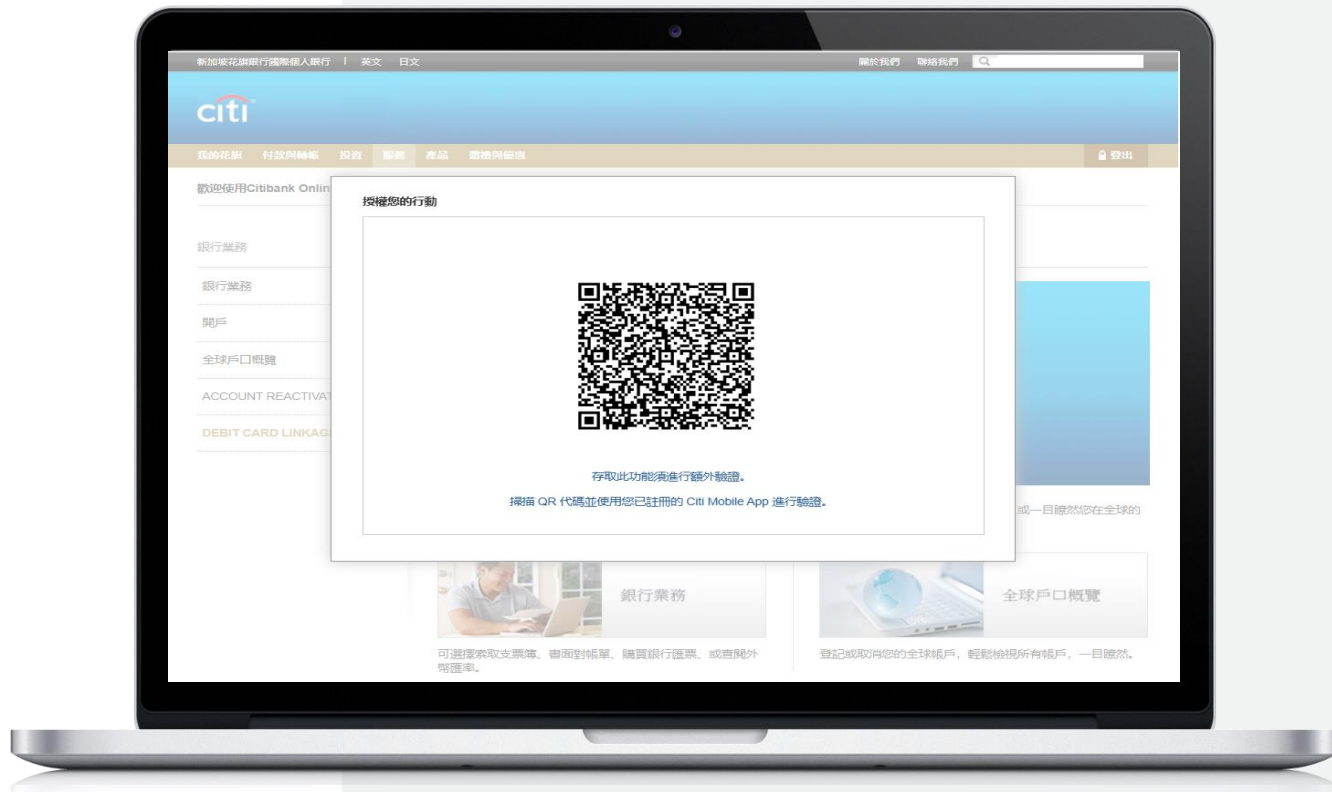 新加坡花旗銀行國際個人銀行 | 英文 日文 關於我們 聯絡我們
citi
我的花旗 付款與轉帳 投資 服務 產品 禮遇與優惠 登出
歡迎使用Citibank Onlin
授權您的行動
銀行業務
銀行業務
開戶
全球戶口概覽
ACCOUNT REACTIVAT
DEBIT CARD LINKAG
存取此功能須進行額外驗證。
掃描 QR 代碼並使用您已註冊的 Citi Mobile App 進行驗證。
或一目瞭然您在全球的
銀行業務
全球戶口概覽
可選擇索取支票簿、書面對帳單、購買銀行匯票、或查閱外
幣匯率。
登記或取消您的全球帳戶，輕鬆檢視所有帳戶，一目瞭然。